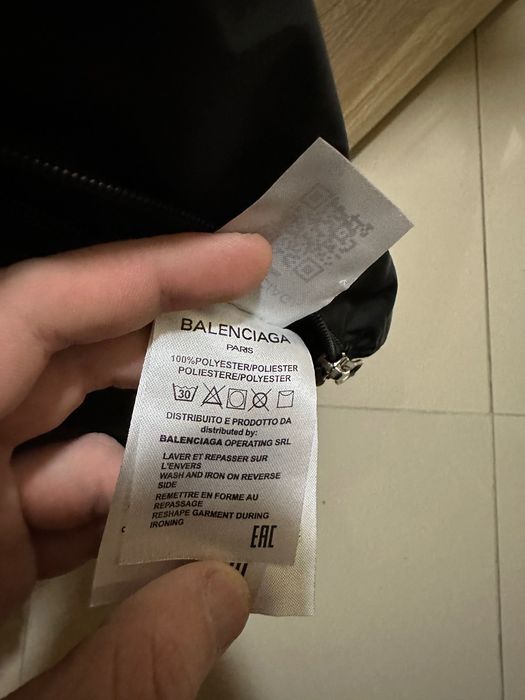 BALENCIAGA
PARIS
100%POLYESTER/POLIESTER
POLIESTERE/POLYESTER
30
DISTRIBUITO E PRODOTTO DA
distributed by:
BALENCIAGA OPERATING SRL
LAVER ET REPASSER SUR
L'ENVERS
WASH AND IRON ON REVERSE
SIDE
REMETTRE EN FORME AU
REPASSAGE
RESHAPE GARMENT DURING
IRONING
EAC